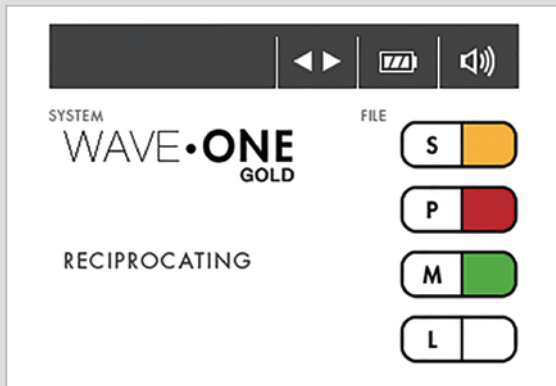 SYSTEM
WAVE•ONE
GOLD
RECIPROCATING
FILE
S
P
M
L